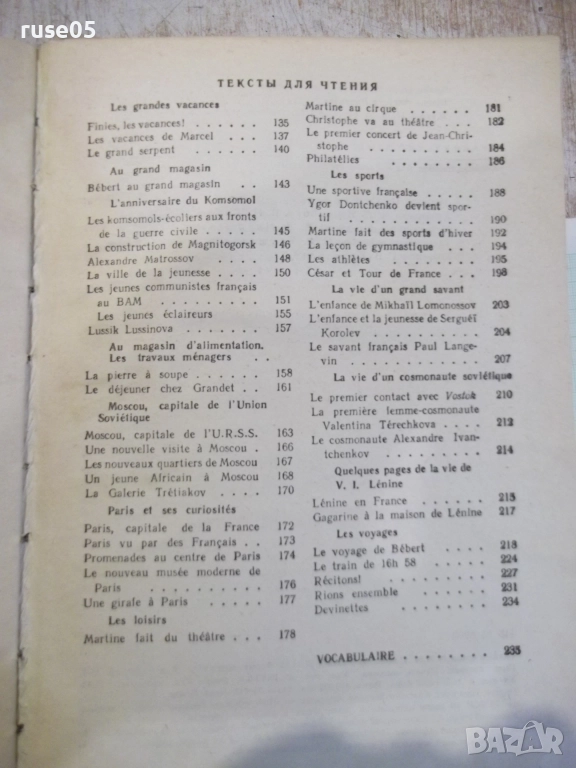 ruse05
ТЕКСТЫ ДЛЯ ЧТЕНИЯ
Les grandes vacances
Finies, les vacances! . . . . . . 135
Les vacances de Marcel . . . 137
Le grand serpent . . . . . . 140
Au grand magasin
Bébert au grand magasin . . 143
L'anniversaire du Komsomol
Les komsomols-écoliers aux fronts
de la guerre civile . . . . . 145
La construction de Magnitogorsk 146
Alexandre Matrossov . . . . . 148
La ville de la jeunesse . . . . 150
Les jeunes communistes français
au BAM . . . . . . . . . . 151
Les jeunes éclaireurs 155
Lussik Lussinova . . . . . . 157
Au magasin d'alimentation.
Les travaux ménagers . .
La pierre à soupe . . . . . . 158
Le déjeuner chez Grandet . . 161
Moscou, capitale de l'Union
Soviétique
Moscou, capitale de l'U.R.S.S. 163
Une nouvelle visite à Moscou . 166
Les nouveaux quartiers de Moscou 167
Un jeune Africain à Moscou 168
La Galerie Trétiakov . . . . 170
Paris et ses curiosités
Paris, capitale de la France 172
Paris vu par des Français . . 173
Promenades au centre de Paris 174
Le nouveau musée moderne de
Paris . . . . . . . . . . 176
Une girafe à Paris . . . . . 177
Les loisirs
Martine fait du théâtre . . . 178
Martine au cirque . . . . . . 181
Christophe va au théâtre . . . 182
Le premier concert de Jean-Chri-
stophe . . . . . . . . . . 184
Philatélies . . . . . . . . . 186
Les sports
Une sportive française . . . . 188
Ygor Dontchenko devient spor-
tif . . . . . . . . . . . . 190
Martine fait des sports d'hiver 192
La leçon de gymnastique . . . 194
Les athlètes . . . . . . . . 195
César et Tour de France . . . 198
La vie d'un grand savant
L'enfance de Mikhaïl Lomonossov 203
L'enfance et la jeunesse de Serguéï
Korolev . . . . . . . . . . 204
Le savant français Paul Lange-
vin . . . . . . . . . . . . 207
La vie d'un cosmonaute soviétique
Le premier contact avec Vostok 210
La première femme-cosmonaute
Valentina Térechkova . . . . 212
Le cosmonaute Alexandre Ivan-
tchenkov . . . . . . . . . 214
Quelques pages de la vie de
V. I. Lénine
Lénine en France . . . . . . 215
Gagarine à la maison de Lénine 217
Les voyages
Le voyage de Bébert . . . . 218
Le train de 16h 58 . . . . . 224
Récitons! . . . . . . . . . 227
Rions ensemble . . . . . . . 231
Devinettes . . . . . . . . . 234
VOCABULAIRE . . . . . . . . 235
BAZAR
.bg